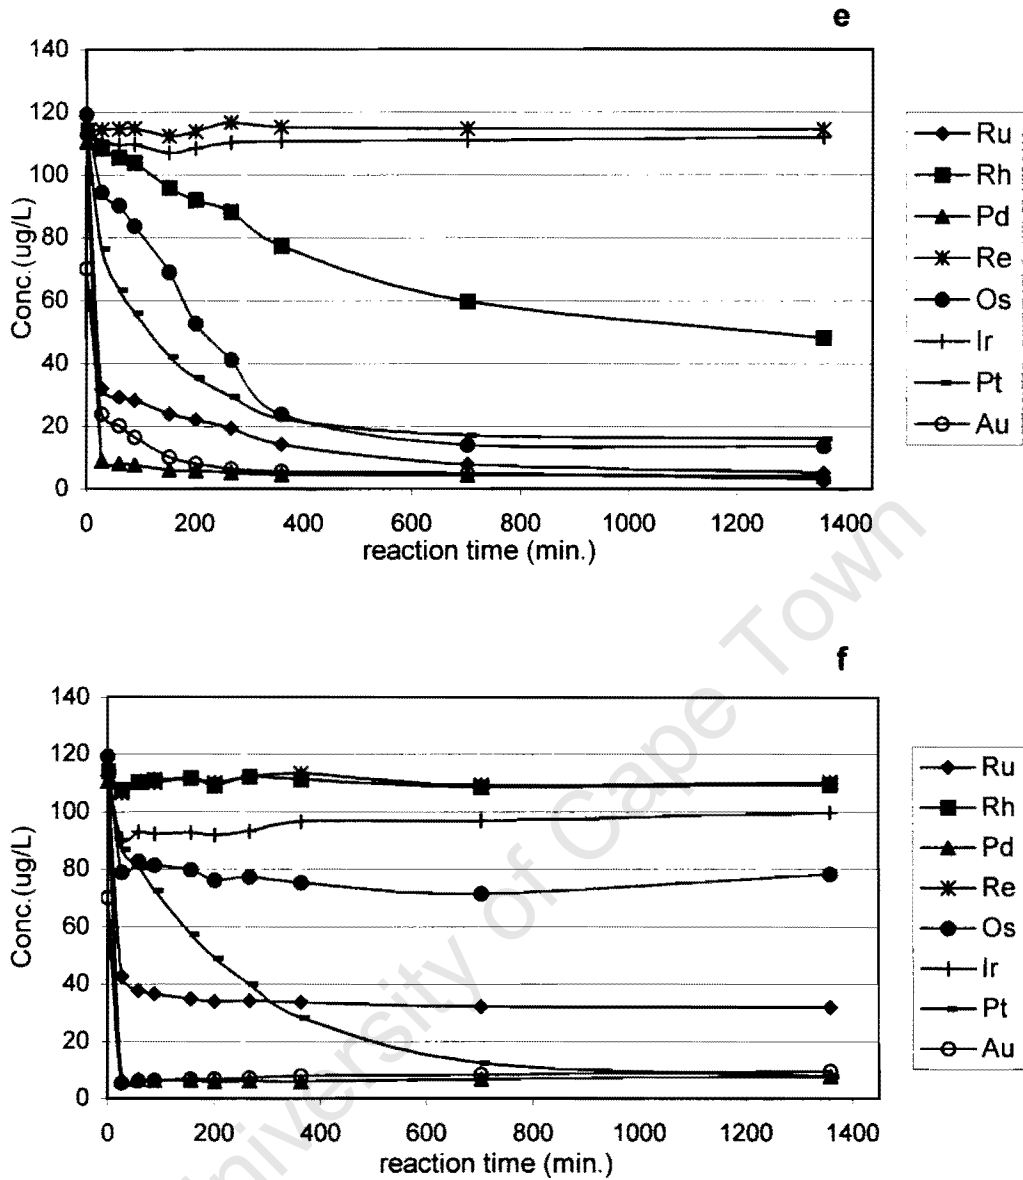 e
140
120
100
80
60
40
20
0
Conc.(ug/L)
0 200 400 600 800 1000 1200 1400
reaction time (min.)
Ru
Rh
Pd
Re
Os
Ir
Pt
Au
f
140
120
100
80
60
40
20
0
Conc.(ug/L)
0 200 400 600 800 1000 1200 1400
reaction time (min.)
Ru
Rh
Pd
Re
Os
Ir
Pt
Au
University of Cape Town